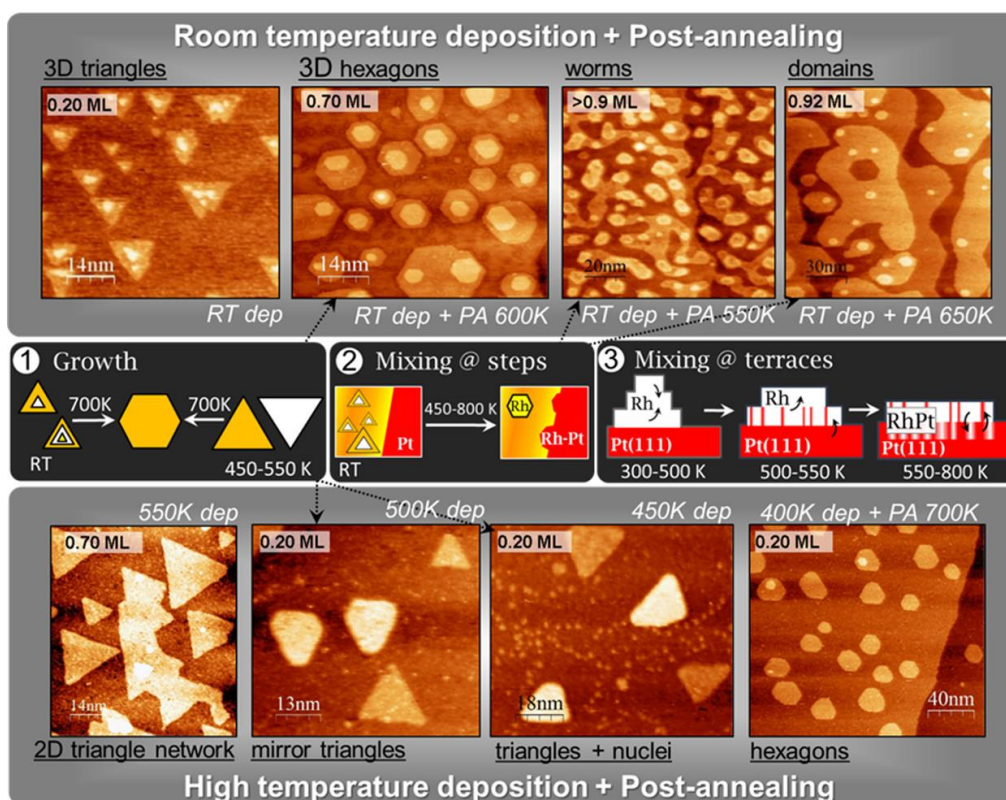 Room temperature deposition + Post-annealing
3D triangles
3D hexagons
worms
domains
0.20 ML
0.70 ML
>0.9 ML
0.92 ML
14nm
14nm
20nm
30nm
RT dep
RT dep + PA 600K
RT dep + PA 550K
RT dep + PA 650K
1 Growth
700K
700K
RT
450-550 K
2 Mixing @ steps
Pt
450-800 K
Rh
Rh-Pt
RT
3 Mixing @ terraces
Rh
Rh
RhPt
Pt(111)
Pt(111)
Pt(111)
300-500 K
500-550 K
550-800 K
550K dep
500K dep
450K dep
400K dep + PA 700K
0.70 ML
0.20 ML
0.20 ML
0.20 ML
14nm
13nm
18nm
40nm
2D triangle network
mirror triangles
triangles + nuclei
hexagons
High temperature deposition + Post-annealing